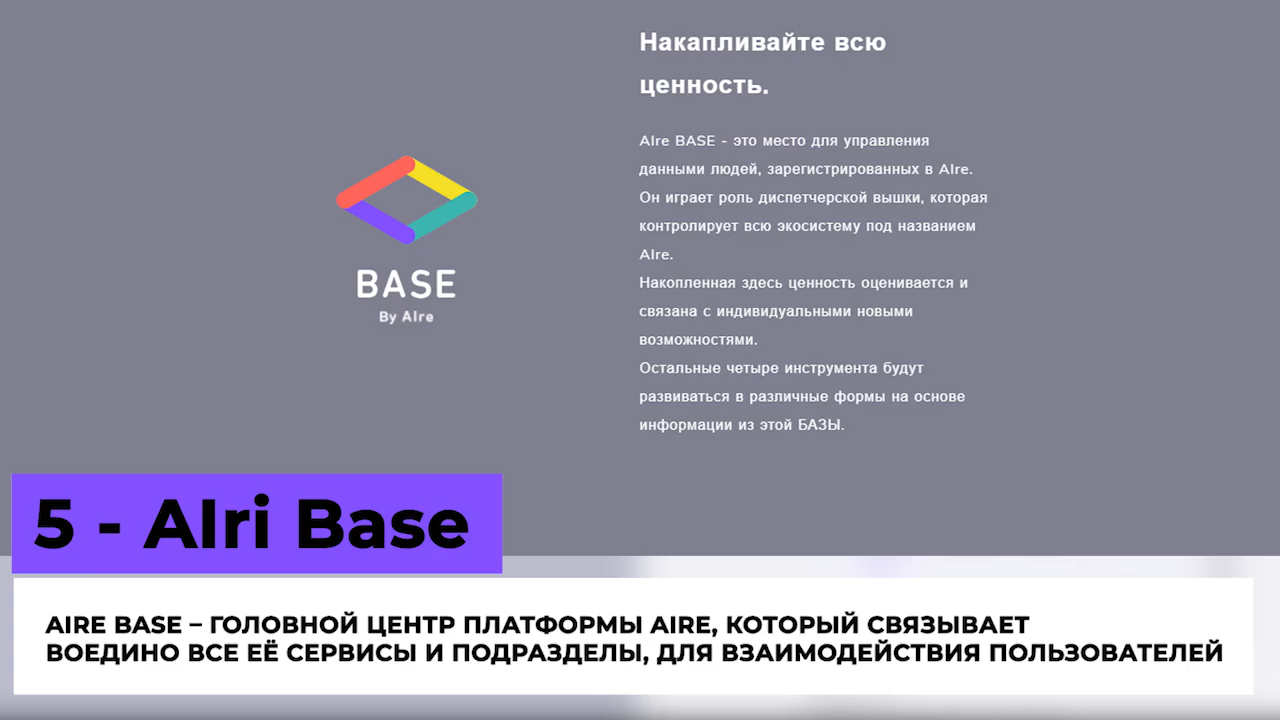 Накапливайте всю
ценность.
AIre BASE - это место для управления
данными людей, зарегистрированных в AIre.
Он играет роль диспетчерской вышки, которая
контролирует всю экосистему под названием
AIre.
Накопленная здесь ценность оценивается и
связана с индивидуальными новыми
возможностями.
Остальные четыре инструмента будут
развиваться в различные формы на основе
информации из этой БАЗЫ.
BASE
By AIre
5 - AIri Base
AIRE BASE – ГОЛОВНОЙ ЦЕНТР ПЛАТФОРМЫ AIRE, КОТОРЫЙ СВЯЗЫВАЕТ
ВОЕДИНО ВСЕ ЕЁ СЕРВИСЫ И ПОДРАЗДЕЛЫ, ДЛЯ ВЗАИМОДЕЙСТВИЯ ПОЛЬЗОВАТЕЛЕЙ